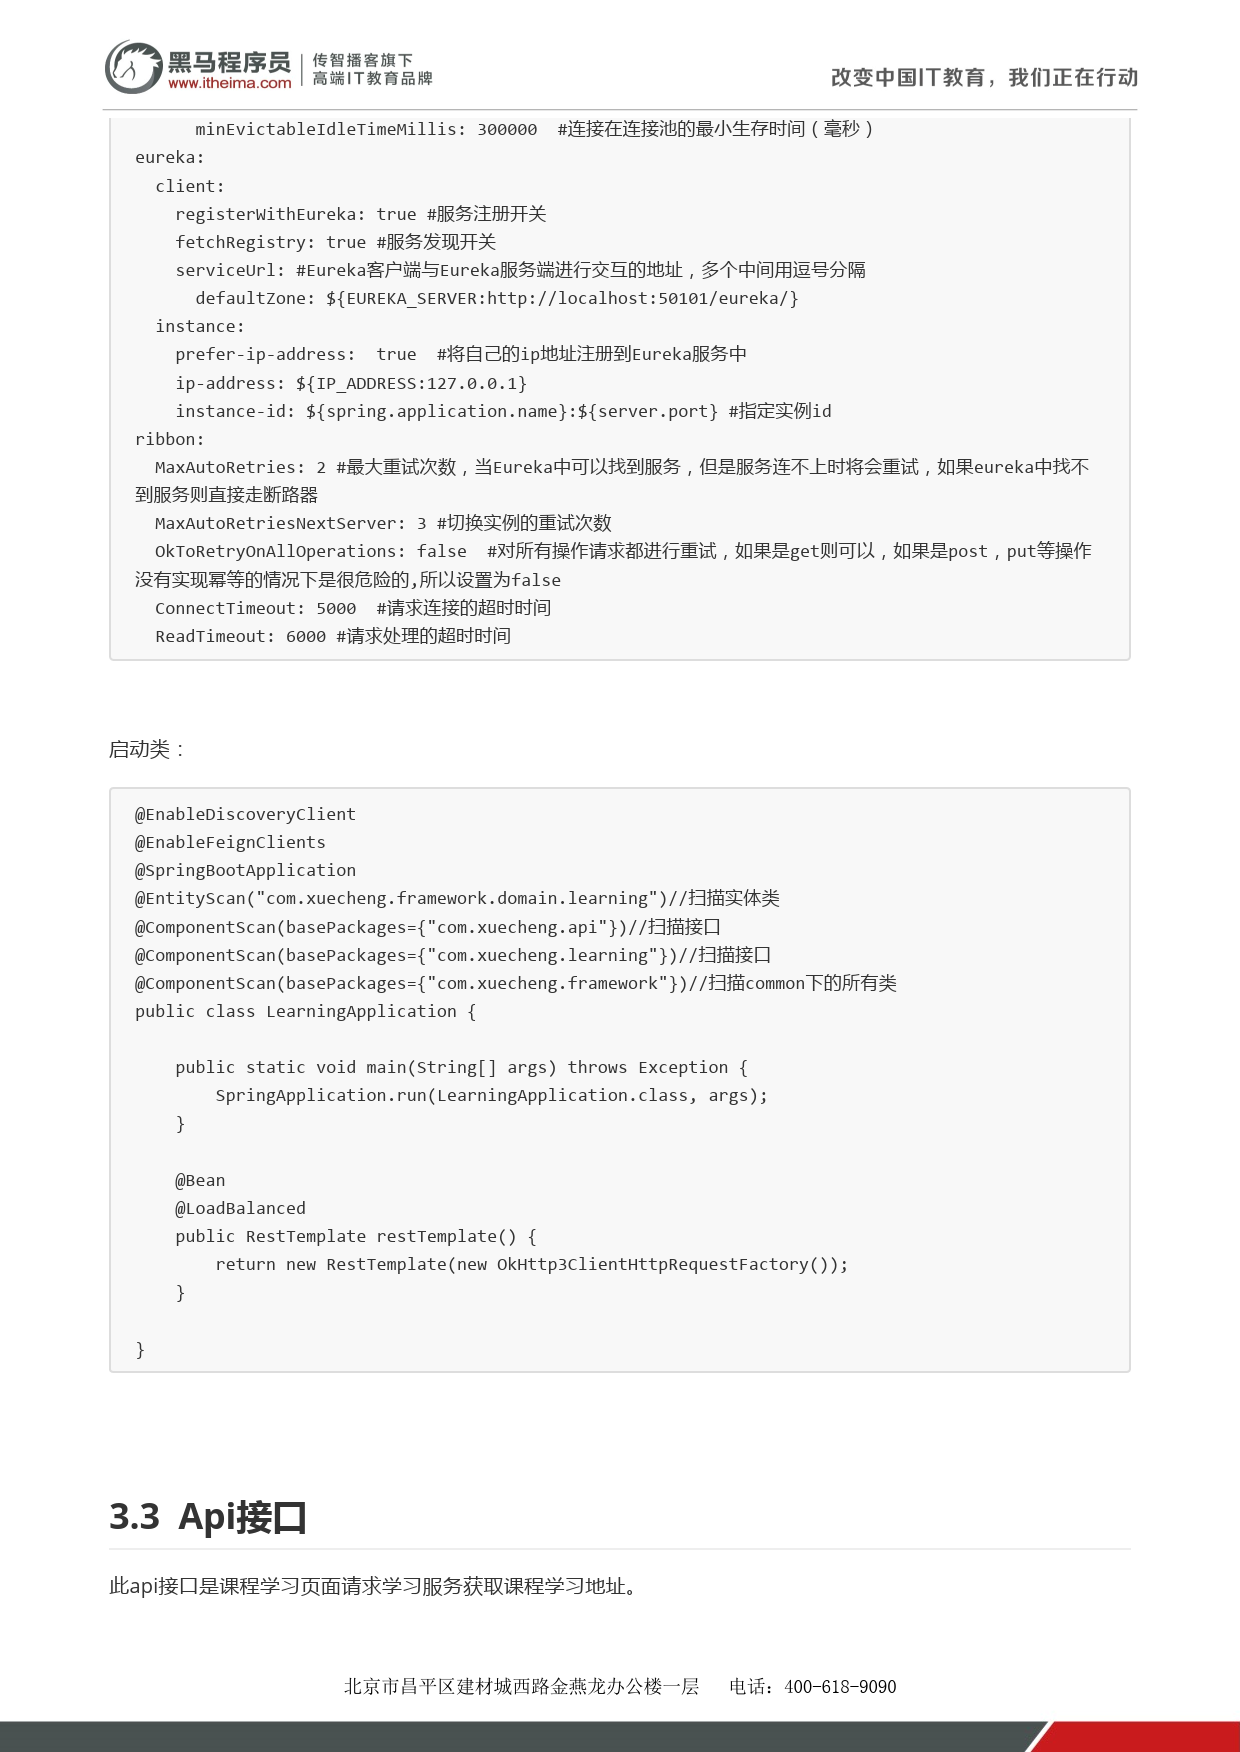 黑马程序员
www.itheima.com
传智播客旗下
高端IT教育品牌
改变中国IT教育，我们正在行动
      minEvictableIdleTimeMillis: 300000  #连接在连接池的最小生存时间（毫秒）
eureka:
  client:
    registerWithEureka: true #服务注册开关
    fetchRegistry: true #服务发现开关
    serviceUrl: #Eureka客户端与Eureka服务端进行交互的地址，多个中间用逗号分隔
      defaultZone: ${EUREKA_SERVER:http://localhost:50101/eureka/}
  instance:
    prefer-ip-address:  true  #将自己的ip地址注册到Eureka服务中
    ip-address: ${IP_ADDRESS:127.0.0.1}
    instance-id: ${spring.application.name}:${server.port} #指定实例id
ribbon:
  MaxAutoRetries: 2 #最大重试次数，当Eureka中可以找到服务，但是服务连不上时将会重试，如果eureka中找不
到服务则直接走断路器
  MaxAutoRetriesNextServer: 3 #切换实例的重试次数
  OkToRetryOnAllOperations: false  #对所有操作请求都进行重试，如果是get则可以，如果是post，put等操作
没有实现幂等的情况下是很危险的,所以设置为false
  ConnectTimeout: 5000  #请求连接的超时时间
  ReadTimeout: 6000 #请求处理的超时时间
启动类：
@EnableDiscoveryClient
@EnableFeignClients
@SpringBootApplication
@EntityScan("com.xuecheng.framework.domain.learning")//扫描实体类
@ComponentScan(basePackages={"com.xuecheng.api"})//扫描接口
@ComponentScan(basePackages={"com.xuecheng.learning"})//扫描接口
@ComponentScan(basePackages={"com.xuecheng.framework"})//扫描common下的所有类
public class LearningApplication {
    public static void main(String[] args) throws Exception {
        SpringApplication.run(LearningApplication.class, args);
    }
    @Bean
    @LoadBalanced
    public RestTemplate restTemplate() {
        return new RestTemplate(new OkHttp3ClientHttpRequestFactory());
    }
}
3.3 Api接口
此api接口是课程学习页面请求学习服务获取课程学习地址。
北京市昌平区建材城西路金燕龙办公楼一层   电话：400-618-9090